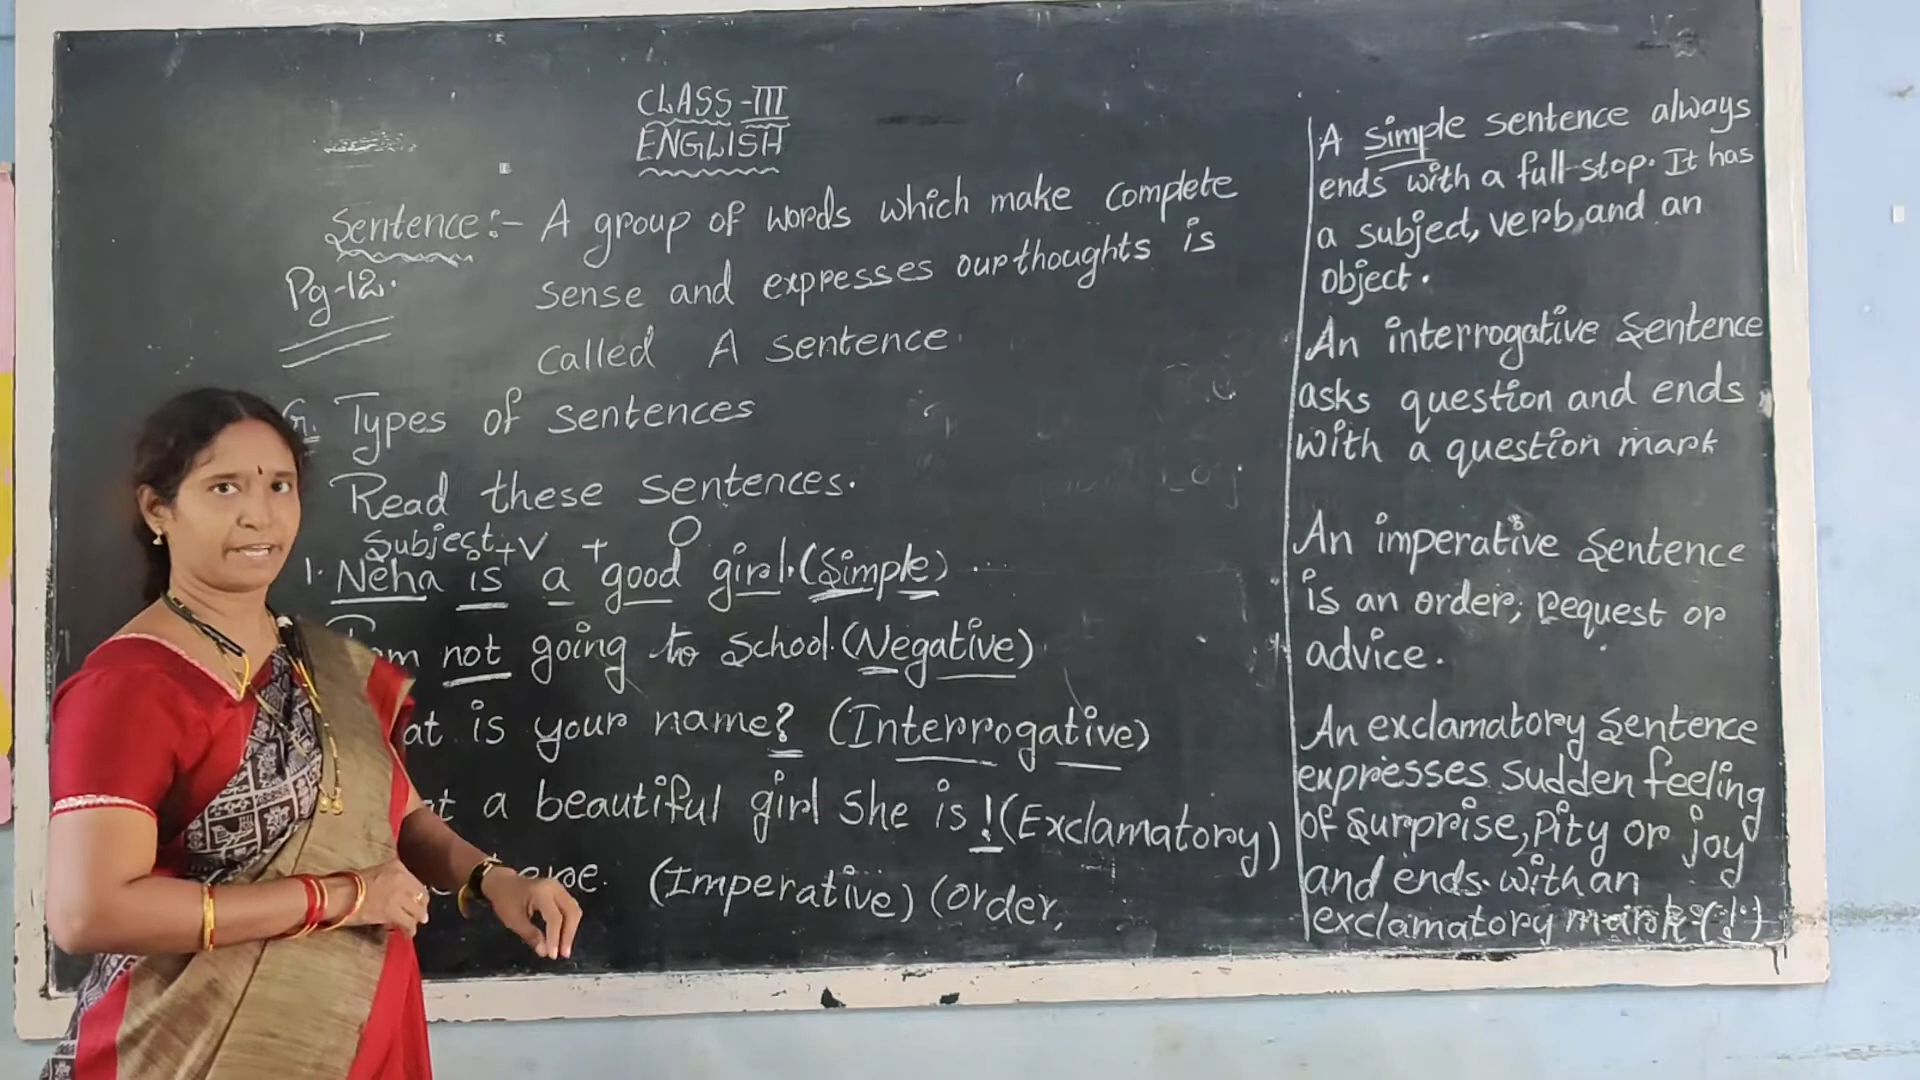 CLASS-III
ENGLISH
Sentence:- A group of words which make complete
Pg-12.
sense and expresses our thoughts is
called A sentence.
Types of sentences
Read these sentences.
Subject + V + O
1. Neha is a good girl. (Simple)
not going to school. (Negative)
is your name? (Interrogative)
a beautiful girl she is! (Exclamatory)
(Imperative) (order,
A simple sentence always
ends with a full stop. It has
a subject, verb, and an
object.
An interrogative sentence
asks question and ends
with a question mark
An imperative sentence
is an order, request or
advice.
An exclamatory sentence
expresses sudden feeling
of surprise, pity or joy
and ends with an
exclamatory mark (!)